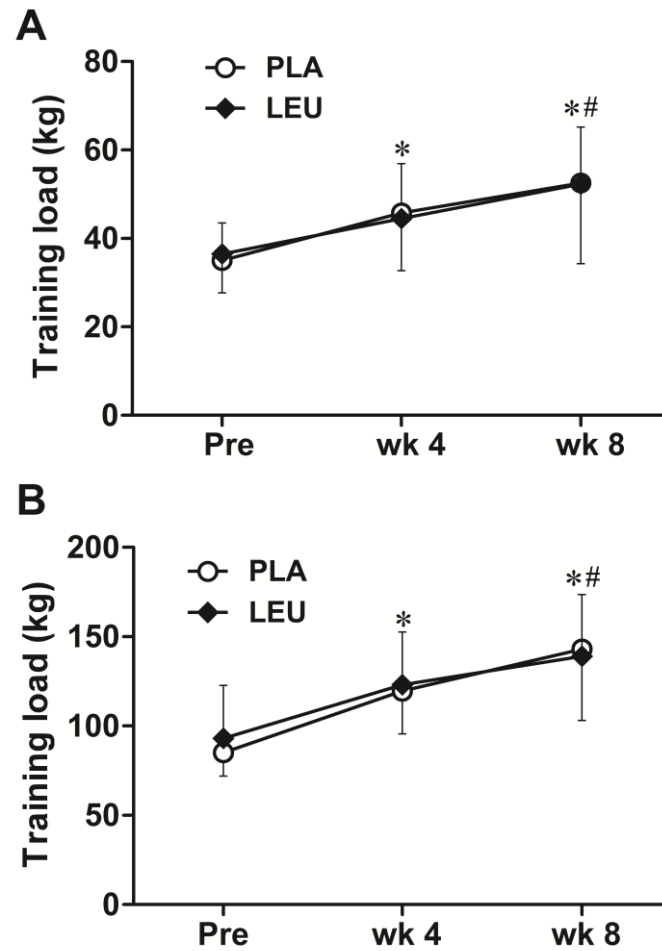 A
Training load (kg)
80
60
40
20
0
PLA
LEU
*
*#
Pre wk 4 wk 8
B
Training load (kg)
200
150
100
50
0
PLA
LEU
*
*#
Pre wk 4 wk 8